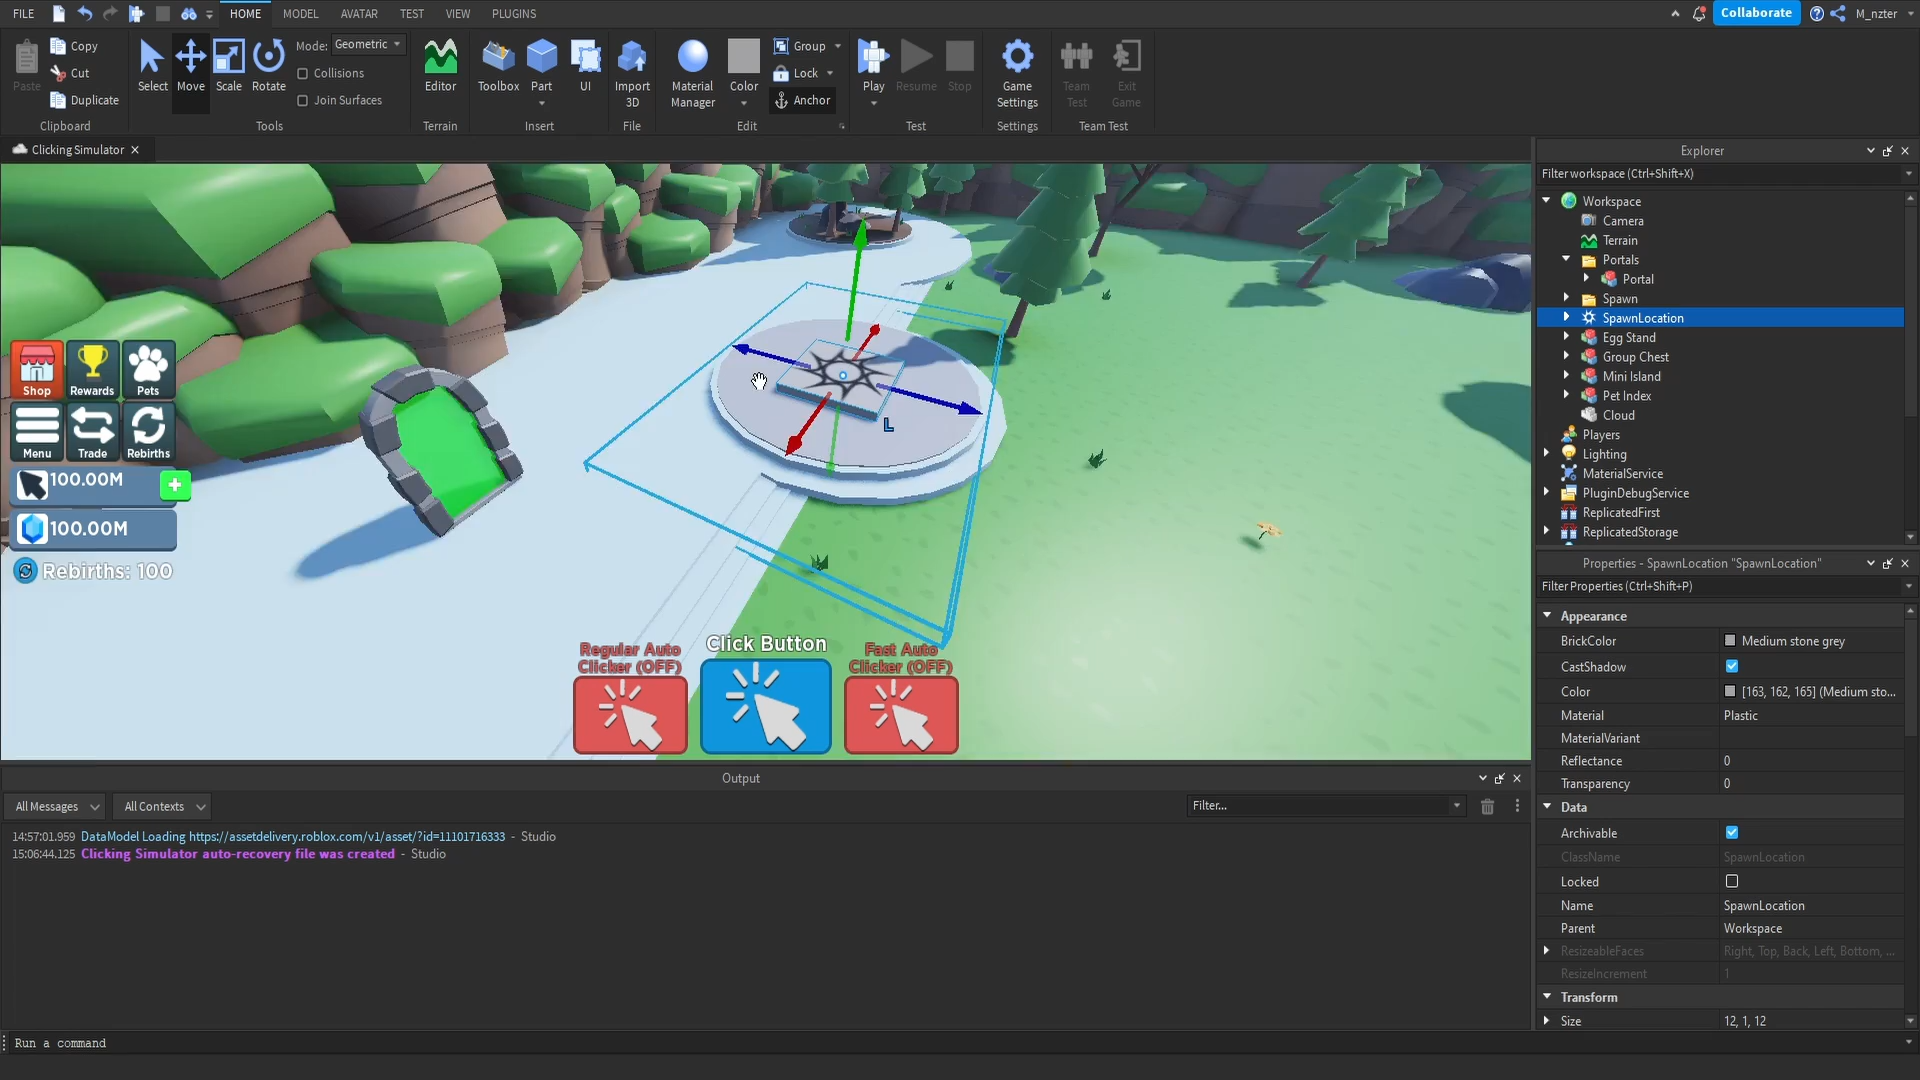 FILE HOME MODEL AVATAR TEST VIEW PLUGINS Collaborate M_nzter
Paste Copy Cut Duplicate Clipboard
Select Move Scale Rotate Mode: Geometric Collisions Join Surfaces Tools
Editor Terrain
Toolbox Part UI Insert
Import 3D File
Material Manager Color Group Lock Anchor Edit
Play Resume Stop Test
Game Settings Settings
Team Test Exit Game Team Test
Clicking Simulator
Shop Rewards Pets
Menu Trade Rebirths
100.00M
100.00M
Rebirths: 100
Regular Auto
Clicker (OFF)
Click Button
Fast Auto
Clicker (OFF)
L
Explorer
Filter workspace (Ctrl+Shift+X)
Workspace
Camera
Terrain
Portals
Portal
Spawn
SpawnLocation
Egg Stand
Group Chest
Mini Island
Pet Index
Cloud
Players
Lighting
MaterialService
PluginDebugService
ReplicatedFirst
ReplicatedStorage
Properties - SpawnLocation "SpawnLocation"
Filter Properties (Ctrl+Shift+P)
Appearance
BrickColor Medium stone grey
CastShadow
Color [163, 162, 165] (Medium sto...
Material Plastic
MaterialVariant
Reflectance 0
Transparency 0
Data
Archivable
ClassName SpawnLocation
Locked
Name SpawnLocation
Parent Workspace
ResizeableFaces Right, Top, Back, Left, Bottom, ...
ResizeIncrement 1
Transform
Size 12, 1, 12
Output
All Messages All Contexts Filter...
14:57:01.959 DataModel Loading https://assetdelivery.roblox.com/v1/asset/?id=11101716333 - Studio
15:06:44.125 Clicking Simulator auto-recovery file was created - Studio
Run a command